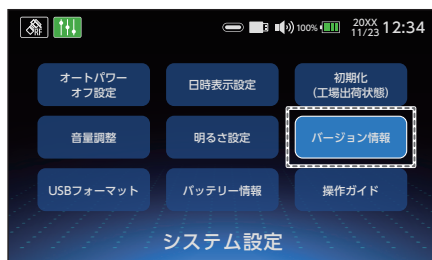 RF
100%
20XX
11/23 12:34
オートパワー
オフ設定
日時表示設定
初期化
（工場出荷状態）
音量調整
明るさ設定
バージョン情報
USBフォーマット
バッテリー情報
操作ガイド
システム設定